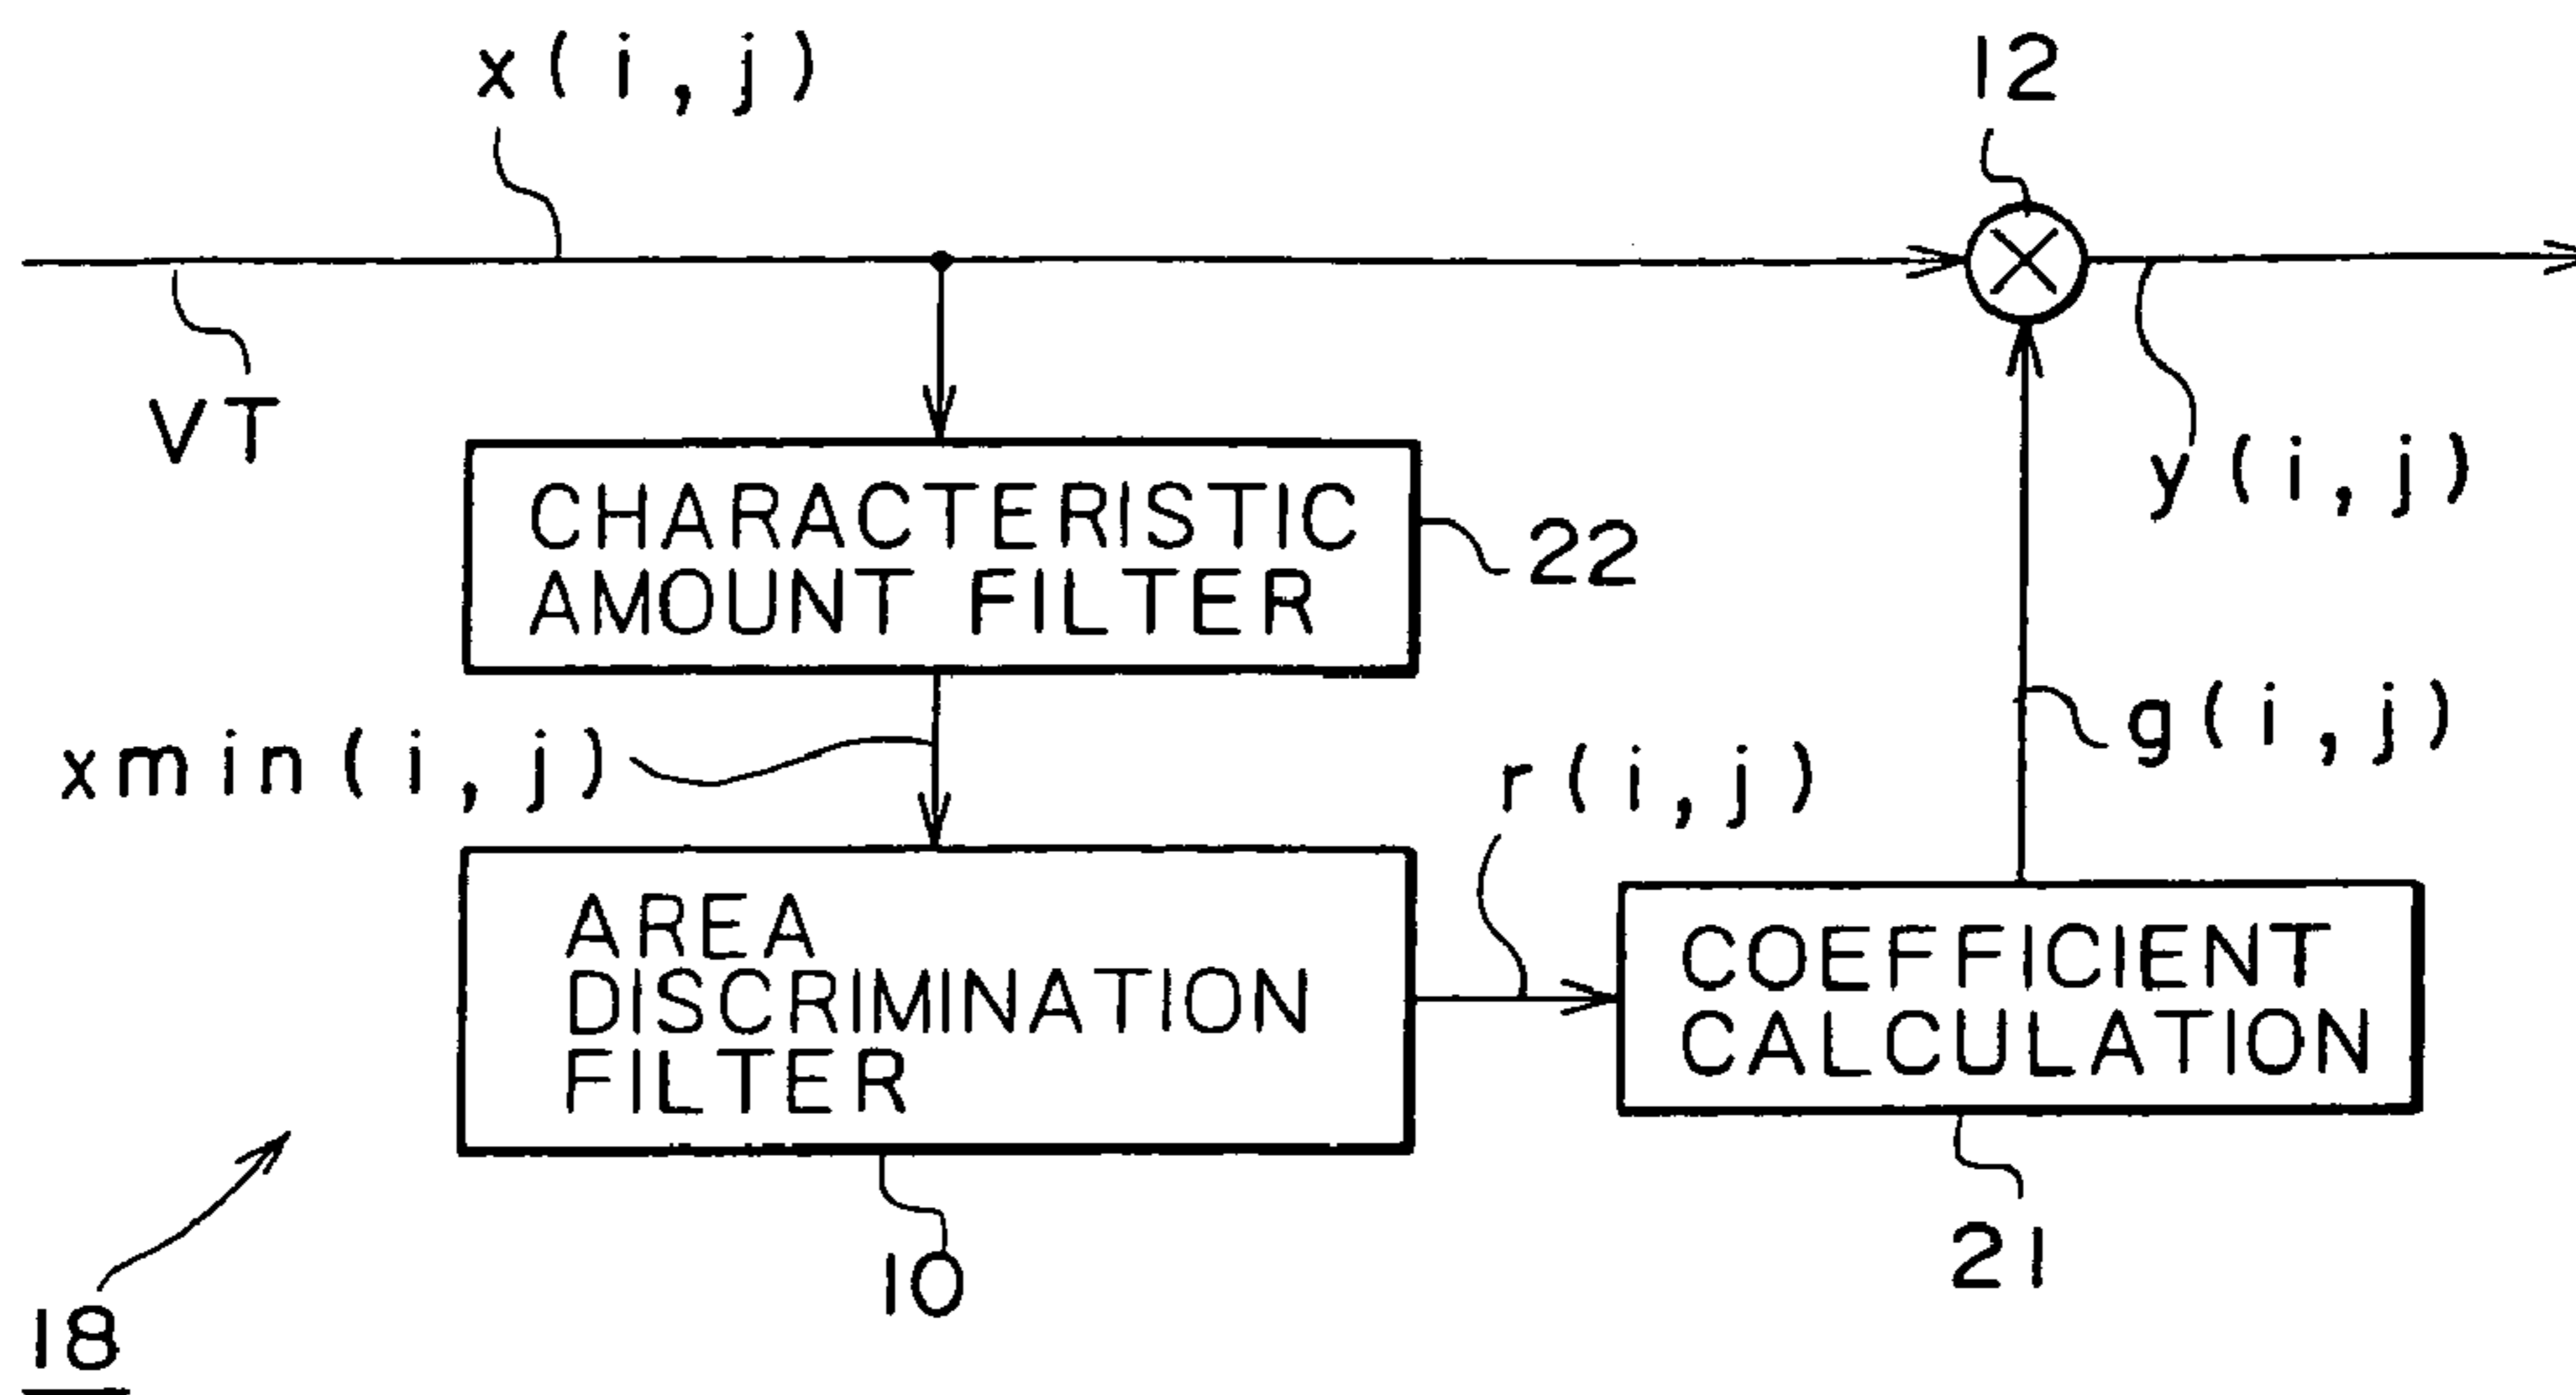 x(i,j)
12
VT
CHARACTERISTIC
AMOUNT FILTER
22
y(i,j)
xmin(i,j)
g(i,j)
r(i,j)
AREA
DISCRIMINATION
FILTER
COEFFICIENT
CALCULATION
10
21
18